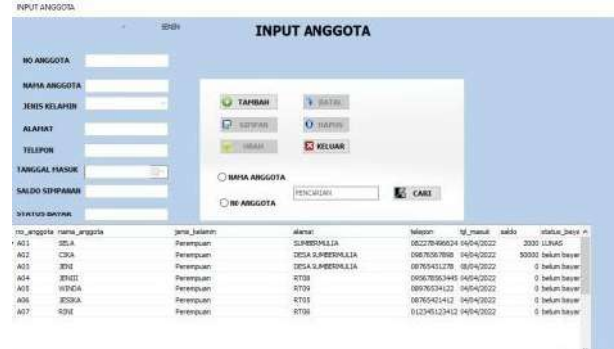 INPUT ANGGOTA
SENIN
INPUT ANGGOTA
NO ANGGOTA
NAMA ANGGOTA
JENIS KELAMIN
ALAMAT
TELEPON
TANGGAL MASUK
SALDO SIMPANAN
STATUS BAYAR
TAMBAH
BATAL
SIMPAN
HAPUS
UBAH
KELUAR
NAMA ANGGOTA
NO ANGGOTA
PENCARIAN
CARI
no_anggota nama_anggota jenis_kelamin alamat telepon tgl_masuk saldo status_baya
A01 SELA Perempuan SUMBERMULIA 082278496624 04/04/2022 2000 LUNAS
A02 CIKA Perempuan DESA SUMBERMULIA 09876567898 04/04/2022 50000 belum bayar
A03 JENI Perempuan DESA SUMBERMULIA 08765431278 08/04/2022 0 belum bayar
A04 JENIII Perempuan RT08 095678563445 04/04/2022 0 belum bayar
A05 WINDA Perempuan RT09 08976534122 04/04/2022 0 belum bayar
A06 JESIKA Perempuan RT05 08765421412 04/04/2022 0 belum bayar
A07 RINI Perempuan RT06 012345123412 04/04/2022 0 belum bayar